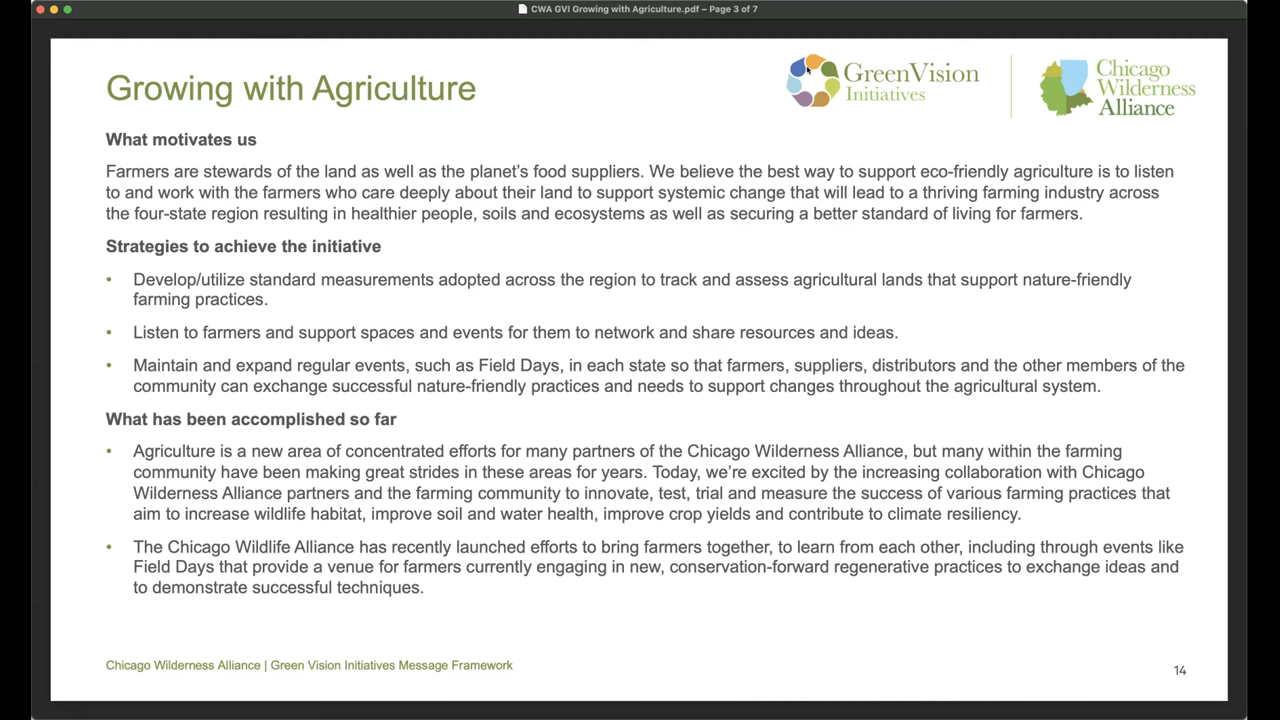 CWA GVI Growing with Agriculture.pdf – Page 3 of 7
Growing with Agriculture
GreenVision
Initiatives
Chicago
Wilderness
Alliance
What motivates us
Farmers are stewards of the land as well as the planet's food suppliers. We believe the best way to support eco-friendly agriculture is to listen
to and work with the farmers who care deeply about their land to support systemic change that will lead to a thriving farming industry across
the four-state region resulting in healthier people, soils and ecosystems as well as securing a better standard of living for farmers.
Strategies to achieve the initiative
• Develop/utilize standard measurements adopted across the region to track and assess agricultural lands that support nature-friendly
farming practices.
• Listen to farmers and support spaces and events for them to network and share resources and ideas.
• Maintain and expand regular events, such as Field Days, in each state so that farmers, suppliers, distributors and the other members of the
community can exchange successful nature-friendly practices and needs to support changes throughout the agricultural system.
What has been accomplished so far
• Agriculture is a new area of concentrated efforts for many partners of the Chicago Wilderness Alliance, but many within the farming
community have been making great strides in these areas for years. Today, we're excited by the increasing collaboration with Chicago
Wilderness Alliance partners and the farming community to innovate, test, trial and measure the success of various farming practices that
aim to increase wildlife habitat, improve soil and water health, improve crop yields and contribute to climate resiliency.
• The Chicago Wildlife Alliance has recently launched efforts to bring farmers together, to learn from each other, including through events like
Field Days that provide a venue for farmers currently engaging in new, conservation-forward regenerative practices to exchange ideas and
to demonstrate successful techniques.
Chicago Wilderness Alliance | Green Vision Initiatives Message Framework
14